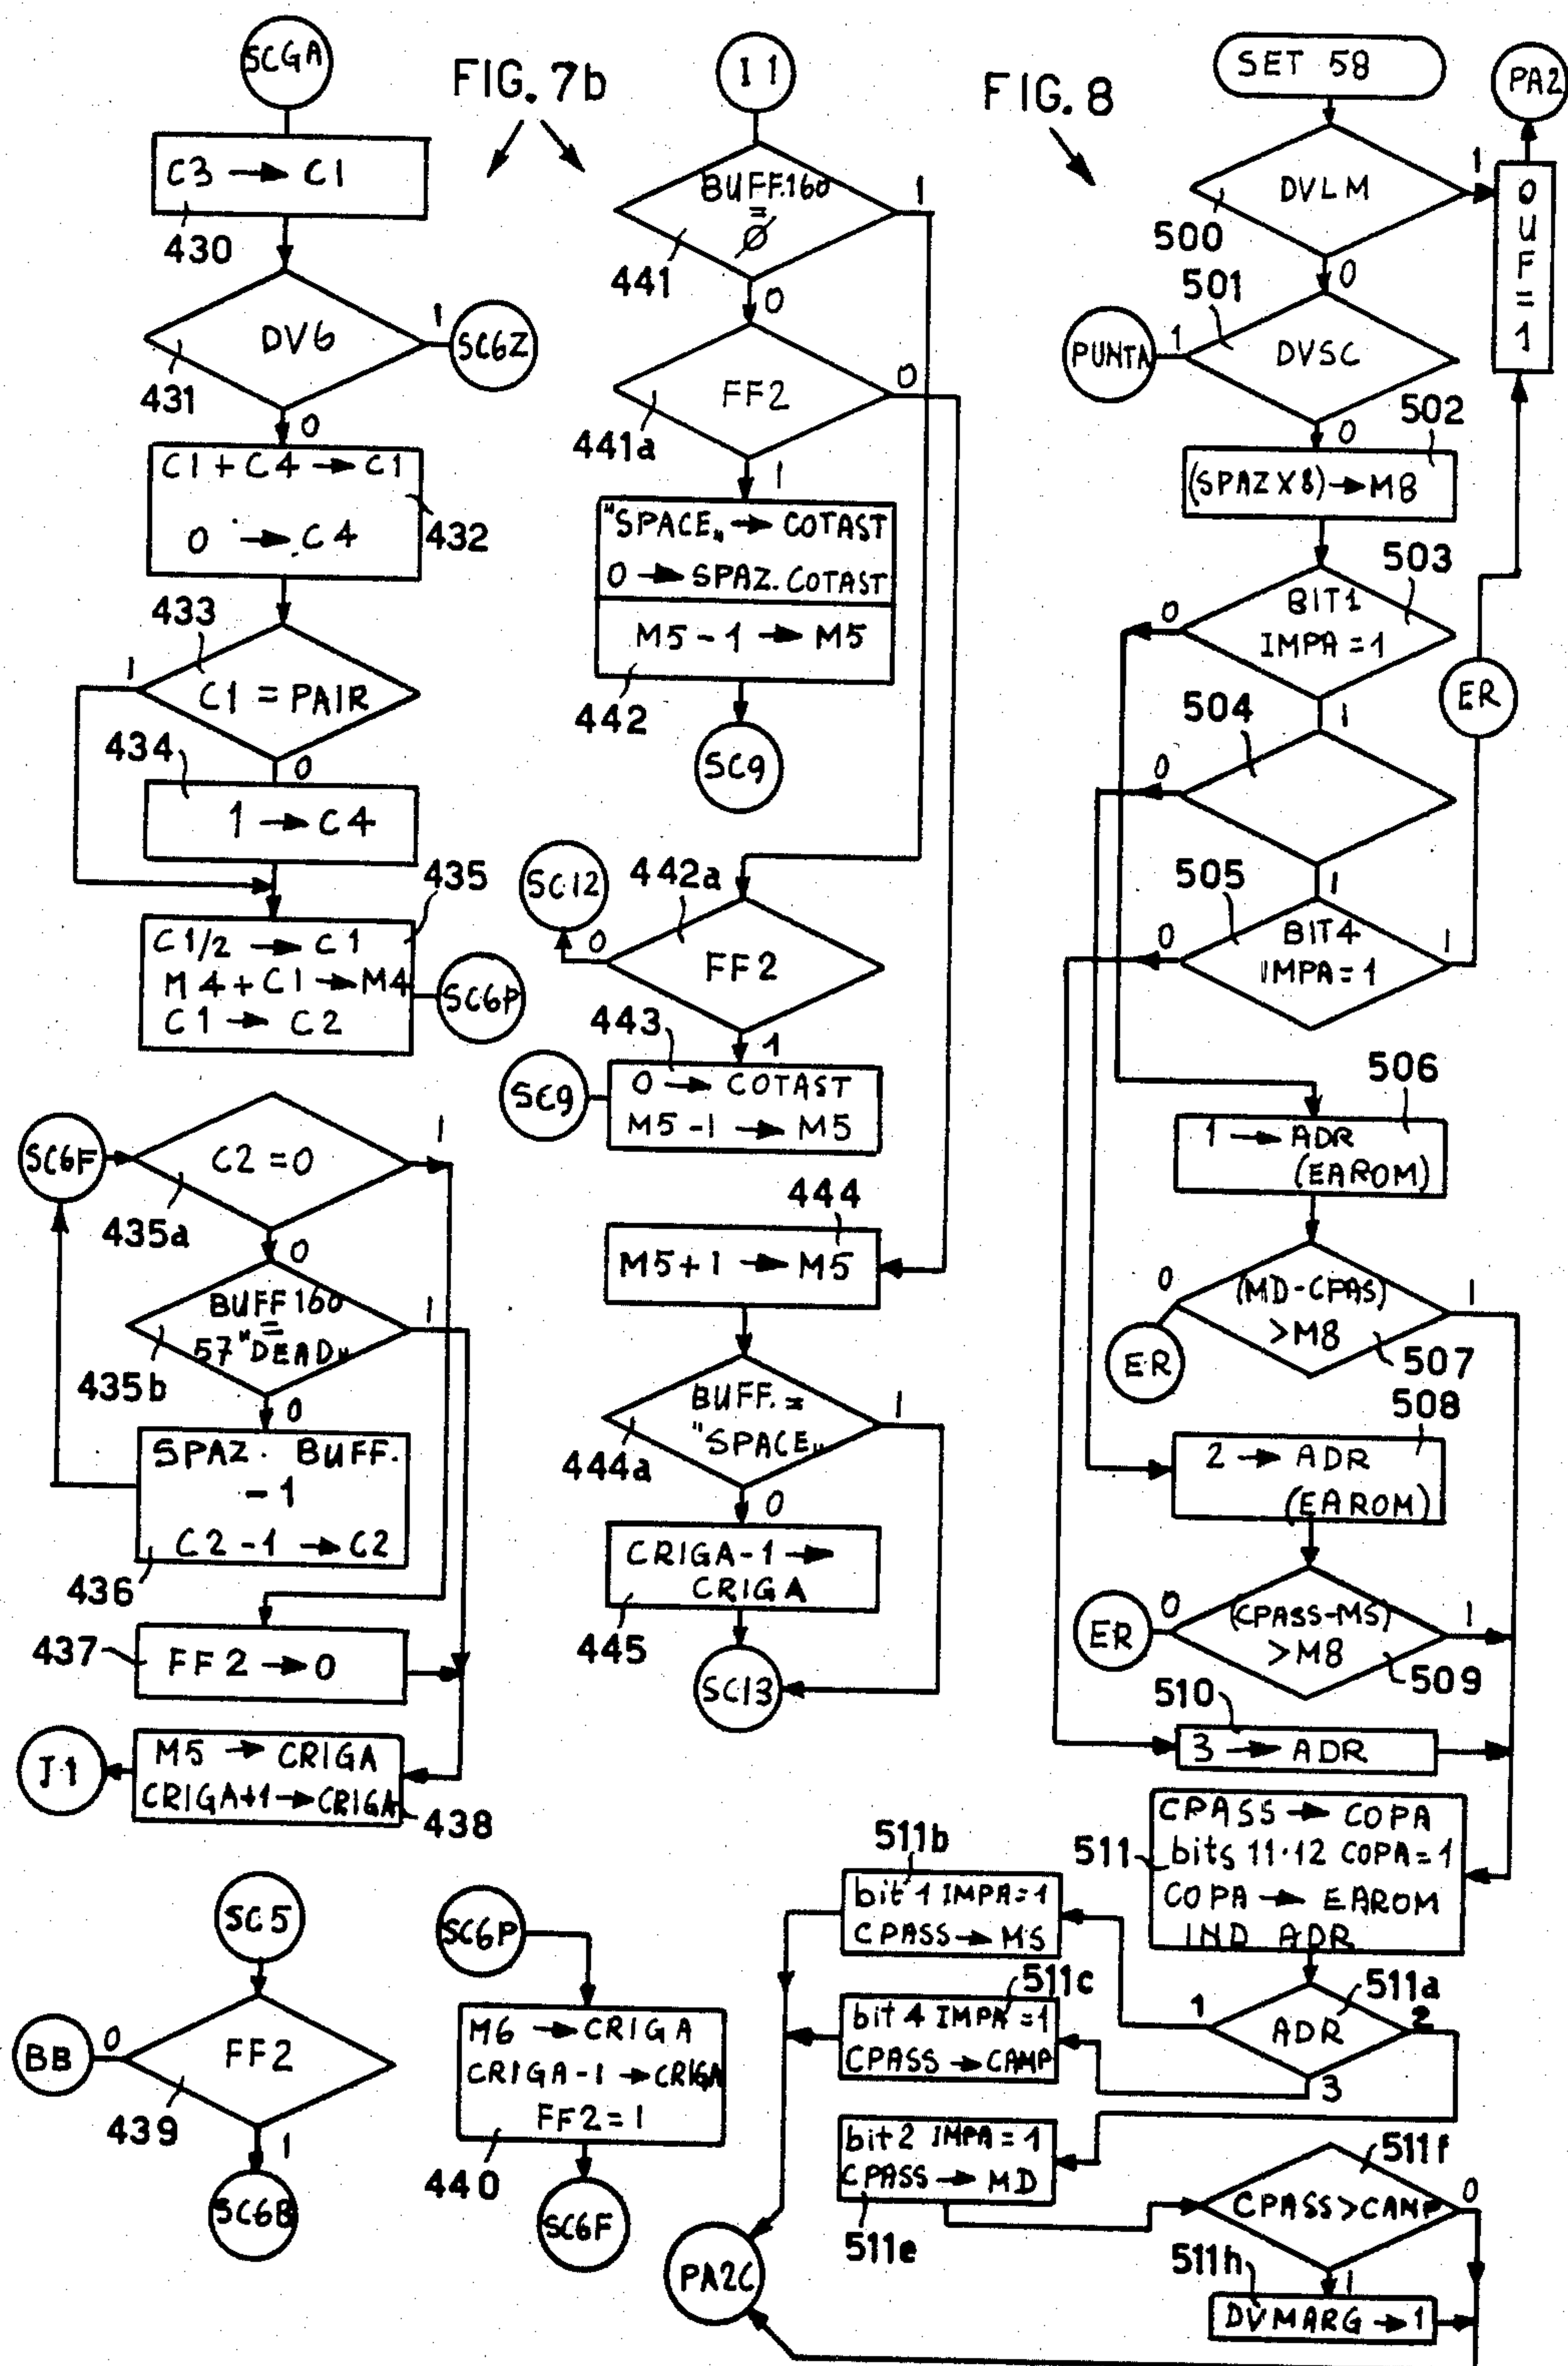 SCGA
FIG. 7b
C3 → C1
430
DV6
1
SC6Z
431
0
C1 + C4 → C1
0 → C4
432
433
1
C1 = PAIR
434
0
1 → C4
435
C1/2 → C1
M4 + C1 → M4
C1 → C2
SC6P
SC6F
C2 = 0
1
435a
0
BUFF 160
=
57 "DEAD„
1
435b
0
SPAZ. BUFF.
- 1
C2 - 1 → C2
436
437
FF2 → 0
J1
M5 → CRIGA
CRIGA+1 → CRIGA
438
SC5
BB
0
FF2
439
1
SC6B
SC6P
M6 → CRIGA
CRIGA-1 → CRIGA
FF2 = 1
440
SC6F
I1
BUFF.160
=
Ø
1
441
0
FF2
0
441a
1
"SPACE„ → COTAST
0 → SPAZ. COTAST
M5 - 1 → M5
442
SC9
SC12
442a
0
FF2
443
1
SC9
0 → COTAST
M5 - 1 → M5
444
M5 + 1 → M5
BUFF. =
"SPACE„
1
444a
0
CRIGA - 1 →
CRIGA
445
SC13
FIG. 8
SET 58
PA2
DVLM
1
500
0
OUF=1
501
PUNTA
1
DVSC
0
502
(SPAZ X 8) → M8
503
0
BIT1
IMPA = 1
1
ER
504
0
1
505
0
BIT4
IMPA = 1
1
506
1 → ADR
(EAROM)
0
(MD-CPAS)
>M8
1
ER
507
508
2 → ADR
(EAROM)
ER
0
(CPASS-MS)
>M8
1
509
510
3 → ADR
511
CPASS → COPA
bits 11·12 COPA = 1
COPA → EAROM
IND ADR
511b
bit 1 IMPA = 1
CPASS → MS
511a
1
ADR
2
3
511c
bit 4 IMPA = 1
CPASS → CAMP
bit 2 IMPA = 1
CPASS → MD
511e
511f
CPASS > CAMP
0
1
PA2C
511h
DVMARG → 1